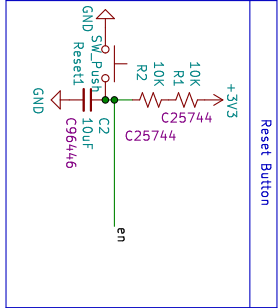 Reset Button
+3V3
10K
R1
C25744
10K
R2
C25744
GND
SW_Push
Reset1
C2
10uF
C96446
GND
en